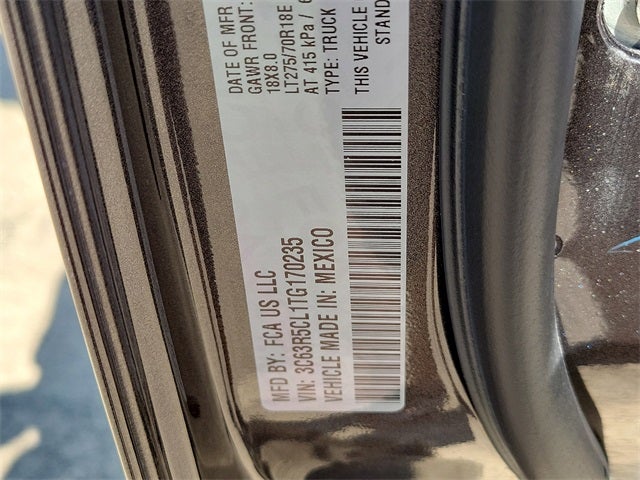 MFD BY: FCA US LLC
VIN: 3C63R5CL1TG170235
VEHICLE MADE IN: MEXICO
DATE OF MFR
GAWR FRONT:
18X8.0
LT275/70R18E
AT 415 kPa / 6
TYPE: TRUCK
THIS VEHICLE
STAND